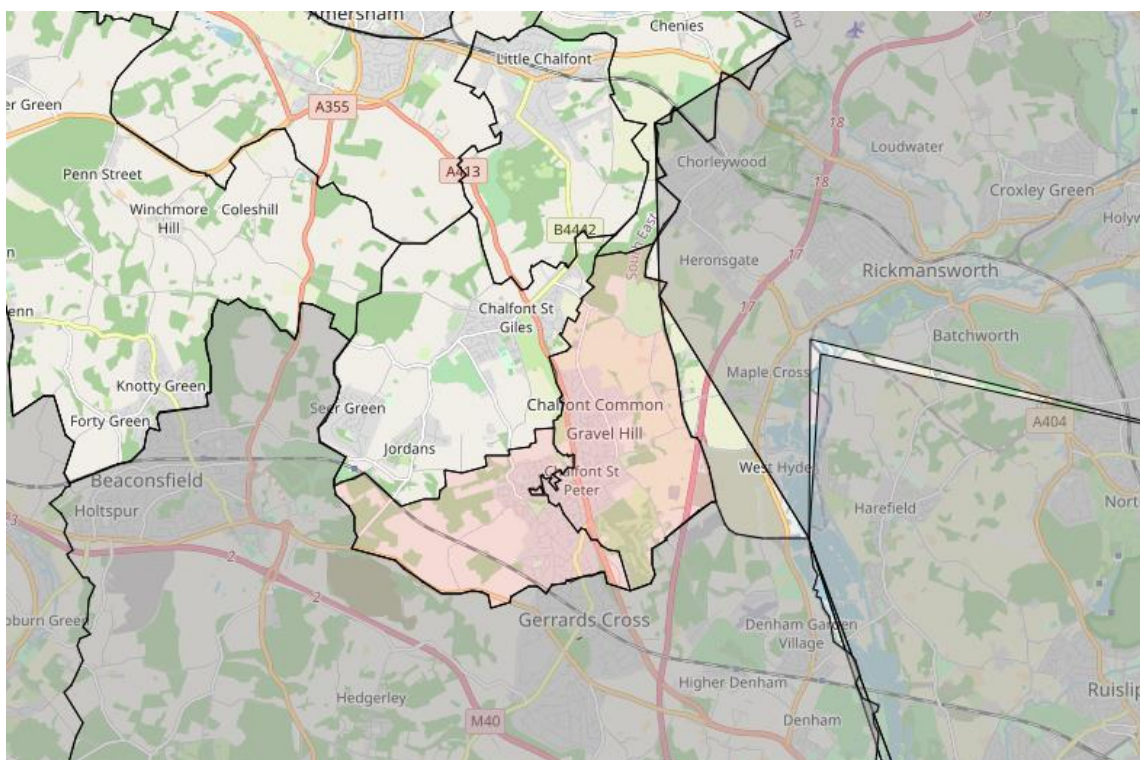 Amersham
Chenies
Little Chalfont
er Green
A355
18
Loudwater
Chorleywood
A413
Penn Street
18
Croxley Green
Winchmore
Hill
Coleshill
B4442
South East
17
Heronsgate
Rickmansworth
17
Chalfont St
Giles
enn
Batchworth
Maple Cross
Knotty Green
Seer Green
Chalfont Common
A404
Forty Green
Gravel Hill
Jordans
Chalfont St
Peter
West Hyde
Beaconsfield
Holtspur
Harefield
2
2
Gerrards Cross
Denham Garden
Village
Higher Denham
Hedgerley
M40
Denham
Ruislip